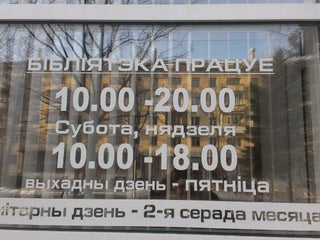 БІБЛІЯТЭКА ПРАЦУЕ
10.00 -20.00
Субота, нядзеля
10.00 -18.00
выхадны дзень - пятніца
нітарны дзень - 2-я серада месяца